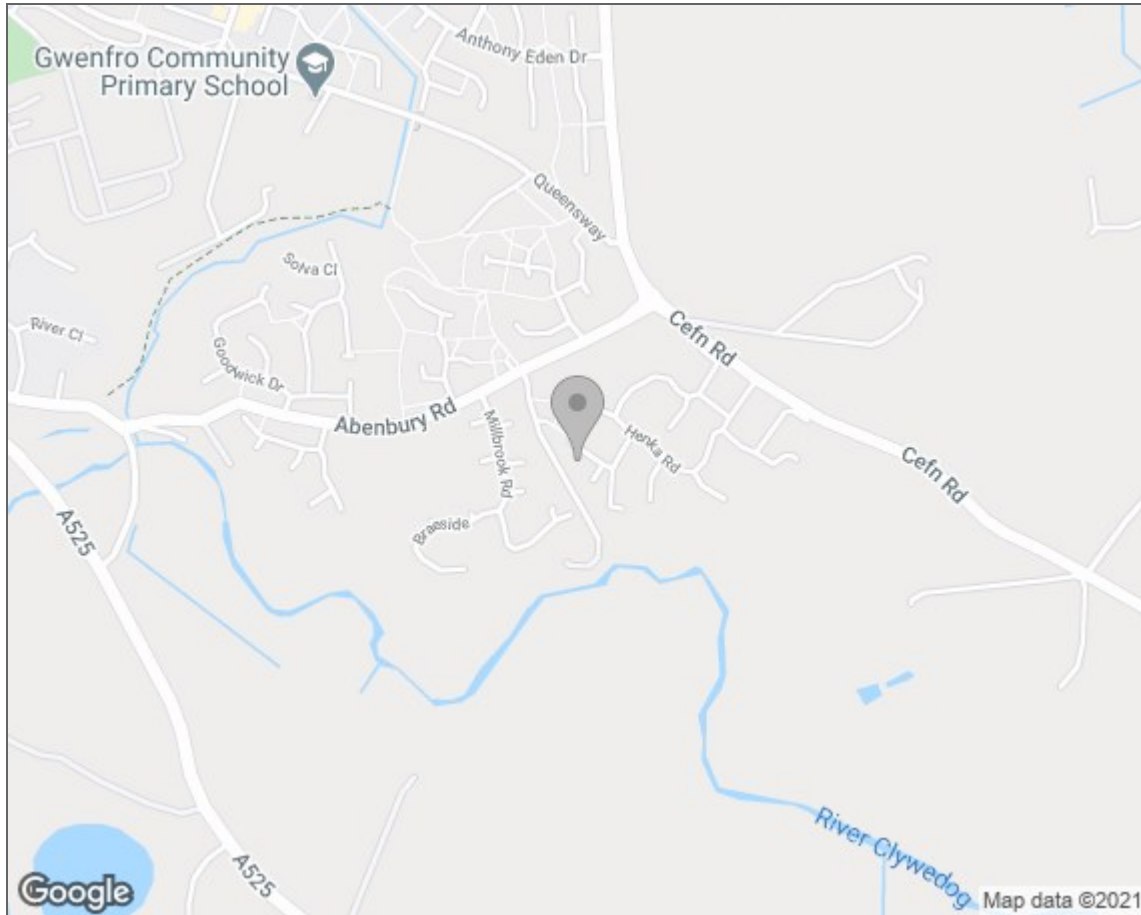 Anthony Eden Dr
Gwenfro Community
Primary School
Queensway
Solva Cl
River Cl
Cefn Rd
Goodwick Dr
Abenbury Rd
Millbrook Rd
Henka Rd
Cefn Rd
A525
Braeside
River Clywedog
A525
Google
Map data ©2021